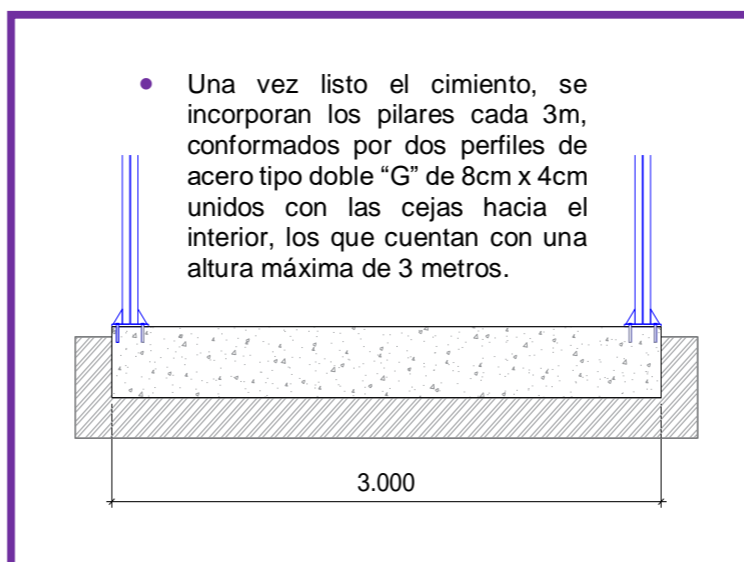 • Una vez listo el cimiento, se
incorporan los pilares cada 3m,
conformados por dos perfiles de
acero tipo doble “G” de 8cm x 4cm
unidos con las cejas hacia el
interior, los que cuentan con una
altura máxima de 3 metros.
3.000